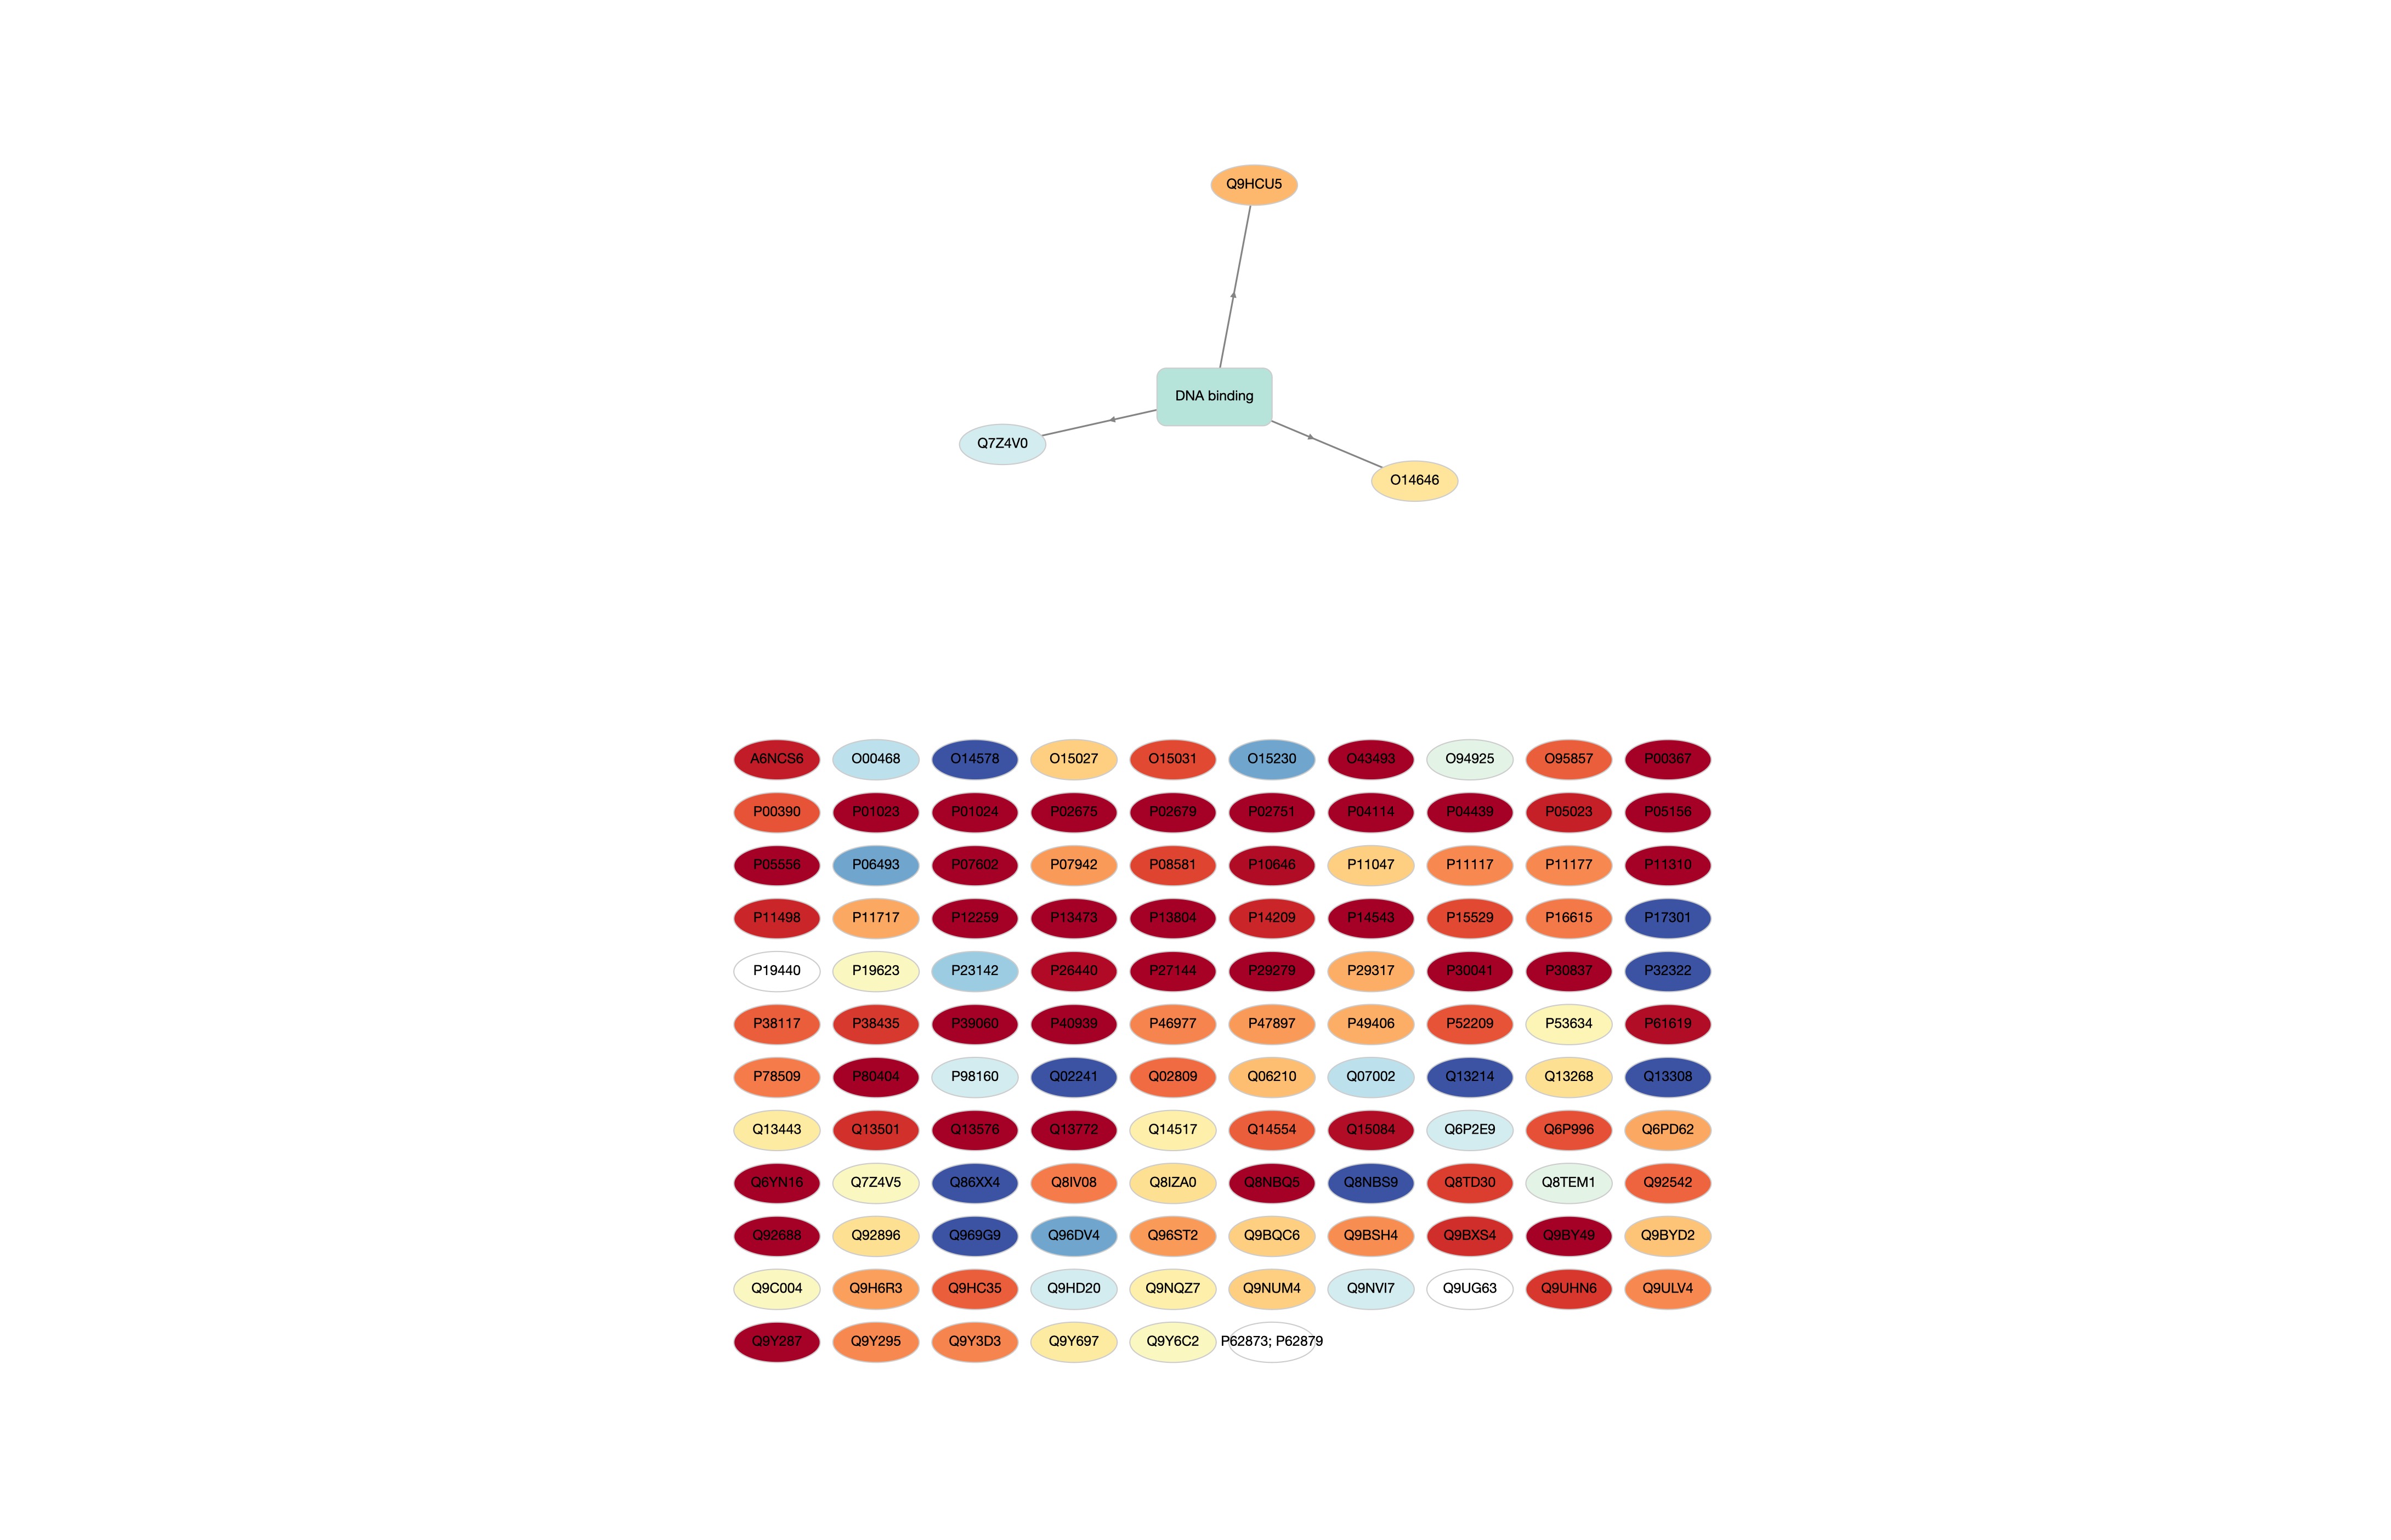 Q9HCU5
DNA binding
Q7Z4V0
O14646
A6NCS6 O00468 O14578 O15027 O15031 O15230 O43493 O94925 O95857 P00367
P00390 P01023 P01024 P02675 P02679 P02751 P04114 P04439 P05023 P05156
P05556 P06493 P07602 P07942 P08581 P10646 P11047 P11117 P11177 P11310
P11498 P11717 P12259 P13473 P13804 P14209 P14543 P15529 P16615 P17301
P19440 P19623 P23142 P26440 P27144 P29279 P29317 P30041 P30837 P32322
P38117 P38435 P39060 P40939 P46977 P47897 P49406 P52209 P53634 P61619
P78509 P80404 P98160 Q02241 Q02809 Q06210 Q07002 Q13214 Q13268 Q13308
Q13443 Q13501 Q13576 Q13772 Q14517 Q14554 Q15084 Q6P2E9 Q6P996 Q6PD62
Q6YN16 Q7Z4V5 Q86XX4 Q8IV08 Q8IZA0 Q8NBQ5 Q8NBS9 Q8TD30 Q8TEM1 Q92542
Q92688 Q92896 Q969G9 Q96DV4 Q96ST2 Q9BQC6 Q9BSH4 Q9BXS4 Q9BY49 Q9BYD2
Q9C004 Q9H6R3 Q9HC35 Q9HD20 Q9NQZ7 Q9NUM4 Q9NVI7 Q9UG63 Q9UHN6 Q9ULV4
Q9Y287 Q9Y295 Q9Y3D3 Q9Y697 Q9Y6C2 P62873; P62879